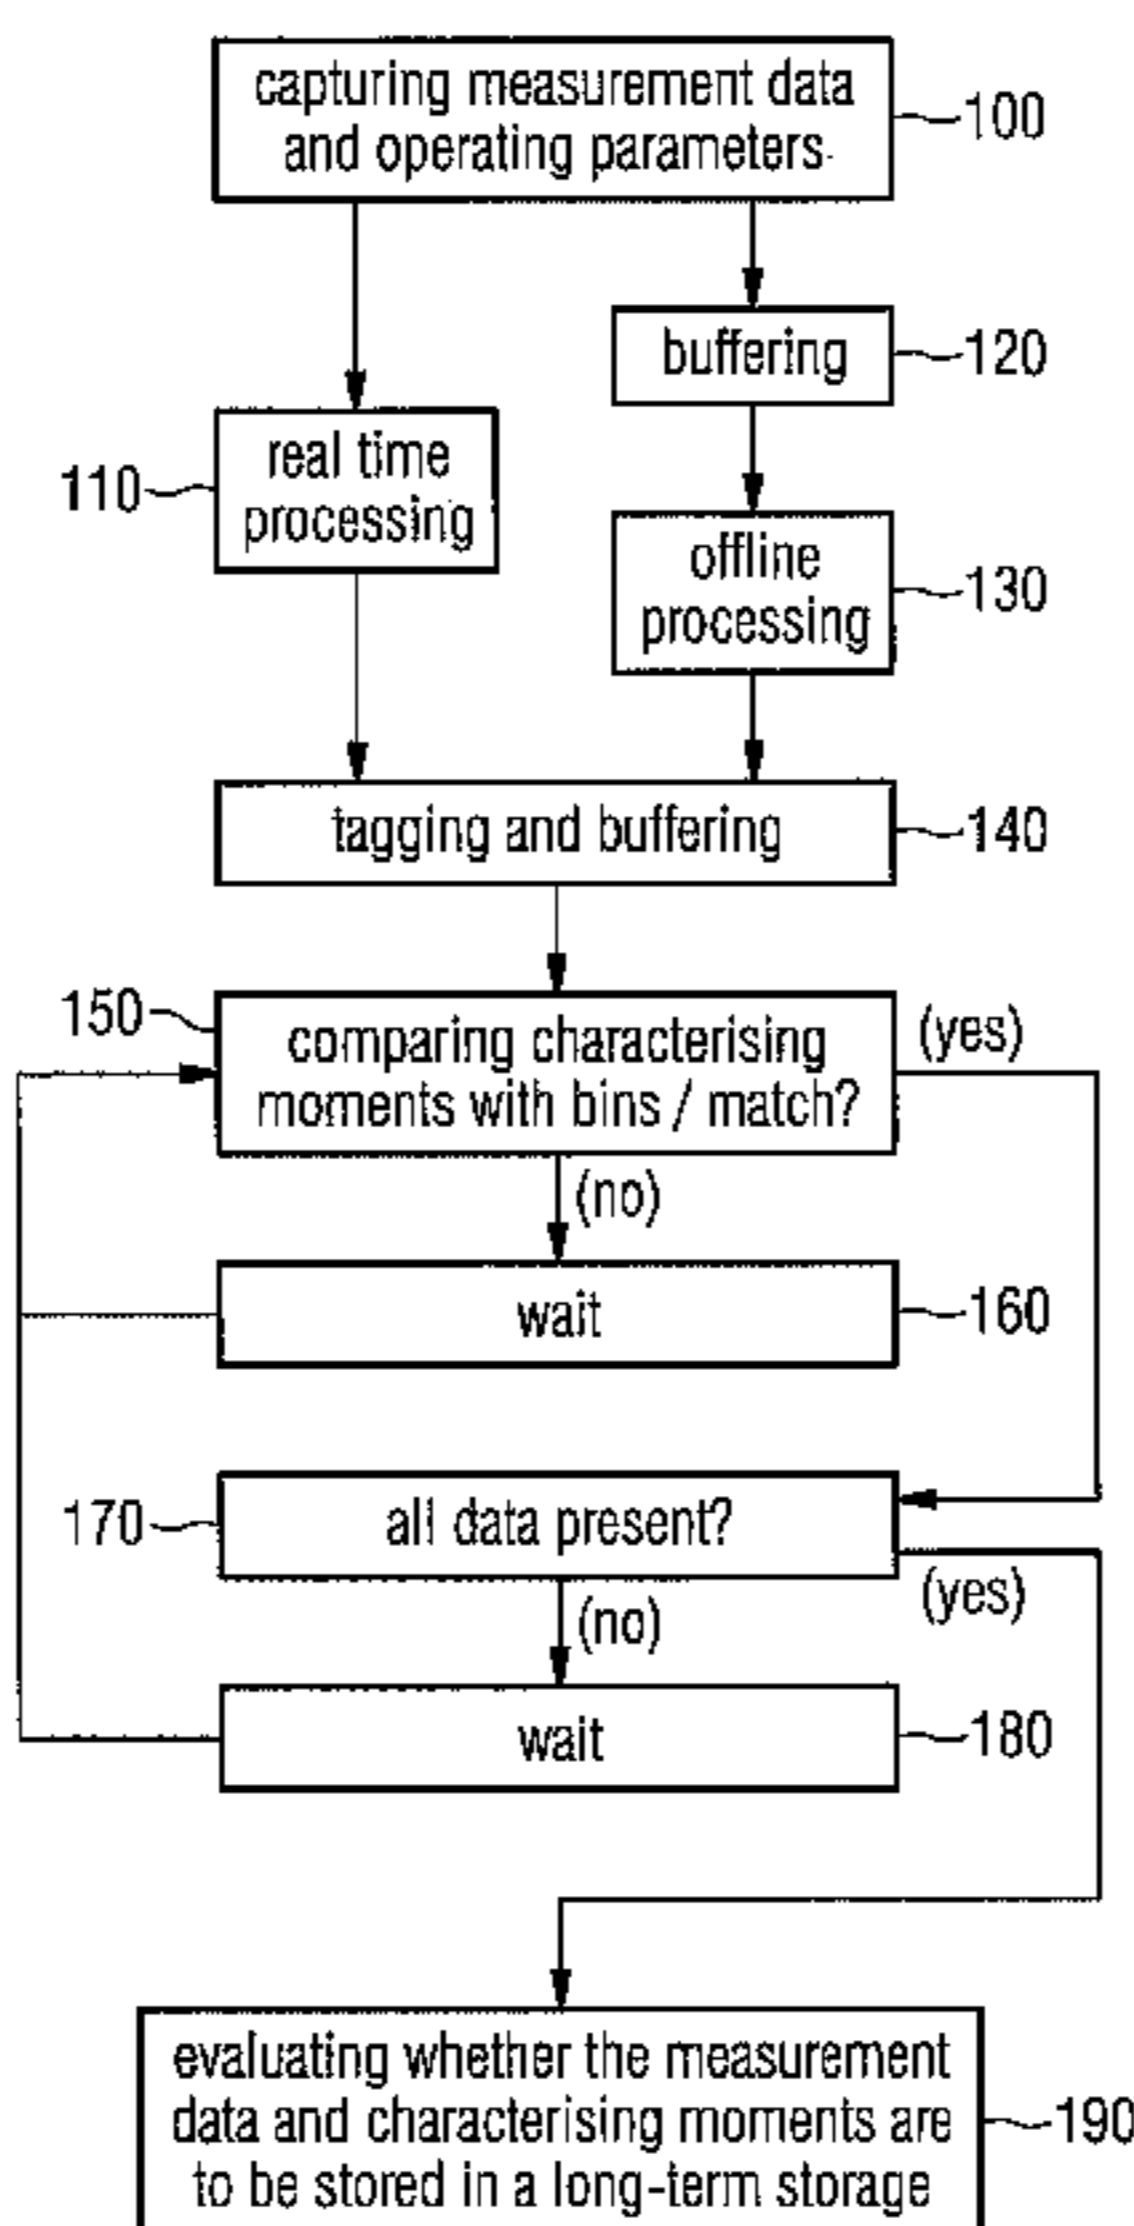 capturing measurement data
and operating parameters
100
buffering
120
real time
processing
110
offline
processing
130
tagging and buffering
140
150
comparing characterising
moments with bins / match?
(yes)
(no)
wait
160
170
all data present?
(yes)
(no)
wait
180
evaluating whether the measurement
data and characterising moments are
to be stored in a long-term storage
190